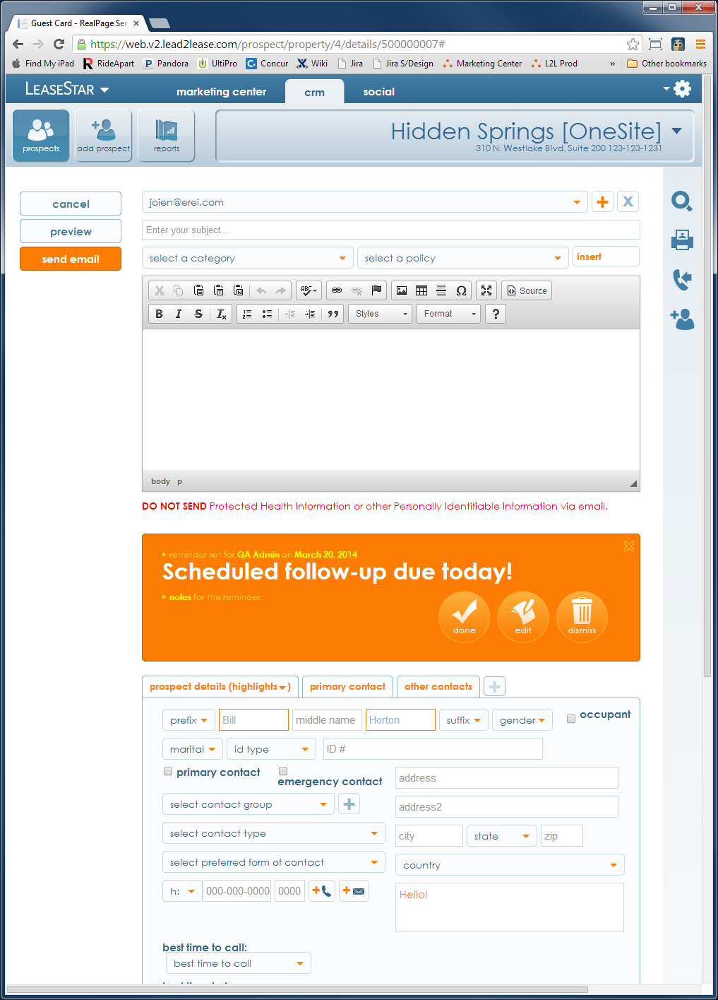 Guest Card - RealPage Ser
https://web.v2.lead2lease.com/prospect/property/4/details/500000007#
Find My iPad RideApart Pandora UltiPro Concur Wiki Jira Jira S/Design Marketing Center L2L Prod » Other bookmarks
LEASESTAR marketing center crm social
prospects add prospect reports
Hidden Springs [OneSite]
310 N. Westlake Blvd. Suite 200 123-123-1231
cancel
preview
send email
joien@erei.com
Enter your subject...
select a category select a policy insert
ABC Source
B I S Ix Styles Format ?
body p
DO NOT SEND Protected Health Information or other Personally Identifiable Information via email.
reminder set for QA Admin on March 20, 2014
Scheduled follow-up due today!
notes for this reminder:
done edit dismiss
prospect details (highlights) primary contact other contacts
prefix Bill middle name Horton suffix gender occupant
marital id type ID #
primary contact emergency contact
address
select contact group
address2
select contact type
city state zip
select preferred form of contact
country
h: 000-000-0000 0000
Hello!
best time to call:
best time to call